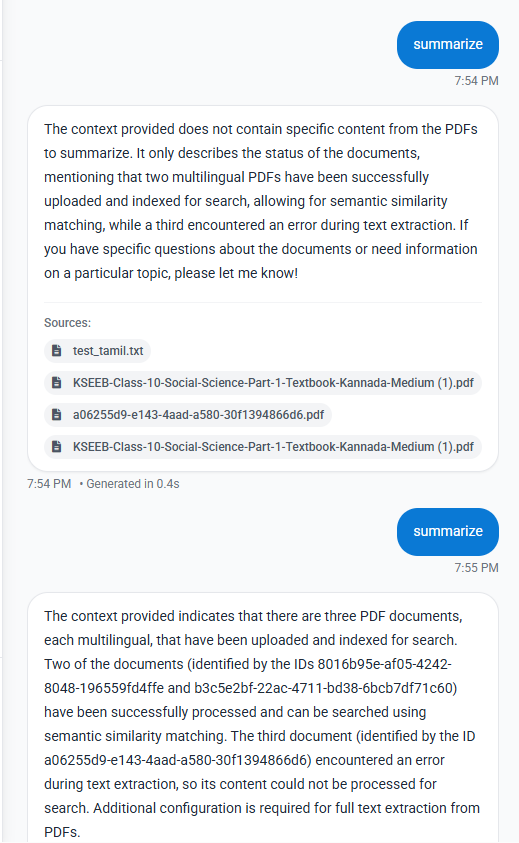 summarize
7:54 PM
The context provided does not contain specific content from the PDFs
to summarize. It only describes the status of the documents,
mentioning that two multilingual PDFs have been successfully
uploaded and indexed for search, allowing for semantic similarity
matching, while a third encountered an error during text extraction. If
you have specific questions about the documents or need information
on a particular topic, please let me know!
Sources:
test_tamil.txt
KSEEB-Class-10-Social-Science-Part-1-Textbook-Kannada-Medium (1).pdf
a06255d9-e143-4aad-a580-30f1394866d6.pdf
KSEEB-Class-10-Social-Science-Part-1-Textbook-Kannada-Medium (1).pdf
7:54 PM • Generated in 0.4s
summarize
7:55 PM
The context provided indicates that there are three PDF documents,
each multilingual, that have been uploaded and indexed for search.
Two of the documents (identified by the IDs 8016b95e-af05-4242-
8048-196559fd4ffe and b3c5e2bf-22ac-4711-bd38-6bcb7df71c60)
have been successfully processed and can be searched using
semantic similarity matching. The third document (identified by the ID
a06255d9-e143-4aad-a580-30f1394866d6) encountered an error
during text extraction, so its content could not be processed for
search. Additional configuration is required for full text extraction from
PDFs.